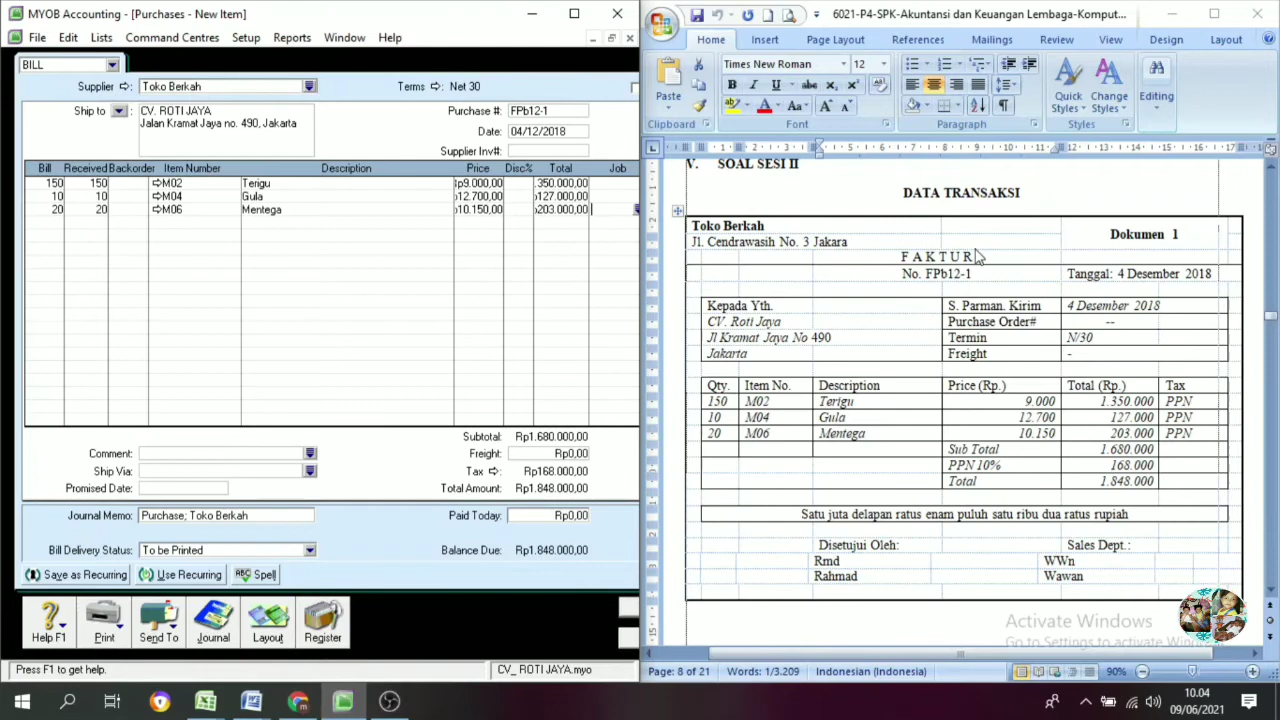 MYOB Accounting - [Purchases - New Item]
File Edit Lists Command Centres Setup Reports Window Help
BILL
Supplier Toko Berkah Terms Net 30
Ship to CV. ROTI JAYA
Jalan Kramat Jaya no. 490, Jakarta
Purchase #: FPb12-1
Date: 04/12/2018
Supplier Inv#:
Bill Received Backorder Item Number Description Price Disc% Total Job
150 150 M02 Terigu p9.000,00 .350.000,00
10 10 M04 Gula 12.700,00 127.000,00
20 20 M06 Mentega 10.150,00 203.000,00
Subtotal: Rp1.680.000,00
Comment: Freight: Rp0,00
Ship Via: Tax Rp168.000,00
Promised Date: Total Amount: Rp1.848.000,00
Journal Memo: Purchase; Toko Berkah Paid Today: Rp0,00
Bill Delivery Status: To be Printed Balance Due: Rp1.848.000,00
Save as Recurring Use Recurring ABC Spell
Help F1 Print Send To Journal Layout Register
Press F1 to get help. CV_ ROTI JAYA.myo
6021-P4-SPK-Akuntansi dan Keuangan Lembaga-Komput...
Home Insert Page Layout References Mailings Review View Design Layout
Times New Roman 12
Paste Quick Styles Change Styles Editing
Clipboard Font Paragraph Styles
V. SOAL SESI II
DATA TRANSAKSI
Toko Berkah
Jl. Cendrawasih No. 3 Jakara
Dokumen 1
F A K T U R
No. FPb12-1 Tanggal: 4 Desember 2018
Kepada Yth. S. Parman. Kirim 4 Desember 2018
CV. Roti Jaya Purchase Order# --
Jl Kramat Jaya No 490 Termin N/30
Jakarta Freight -
Qty. Item No. Description Price (Rp.) Total (Rp.) Tax
150 M02 Terigu 9.000 1.350.000 PPN
10 M04 Gula 12.700 127.000 PPN
20 M06 Mentega 10.150 203.000 PPN
Sub Total 1.680.000
PPN 10% 168.000
Total 1.848.000
Satu juta delapan ratus enam puluh satu ribu dua ratus rupiah
Disetujui Oleh: Sales Dept.:
Rmd WWn
Rahmad Wawan
Activate Windows
Go to Settings to activate Windows
Page: 8 of 21 Words: 1/3.209 Indonesian (Indonesia) 90%
10.04
09/06/2021